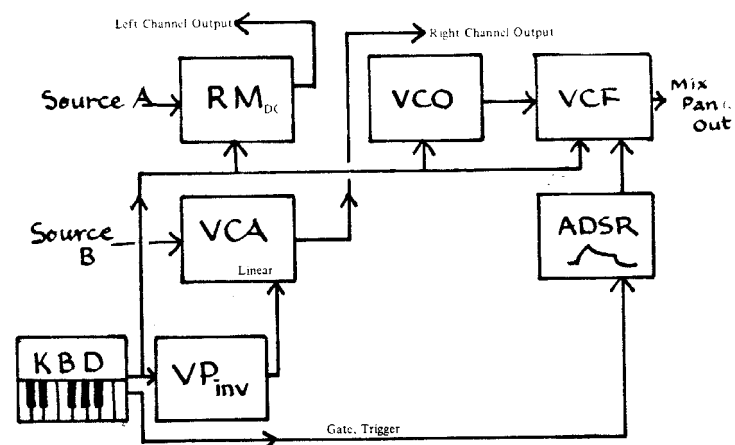 Left Channel Output
Right Channel Output
Source A
RM DC
VCO
VCF
Mix
Pan
Out
Source
B
VCA
Linear
ADSR
KBD
VP inv
Gate, Trigger